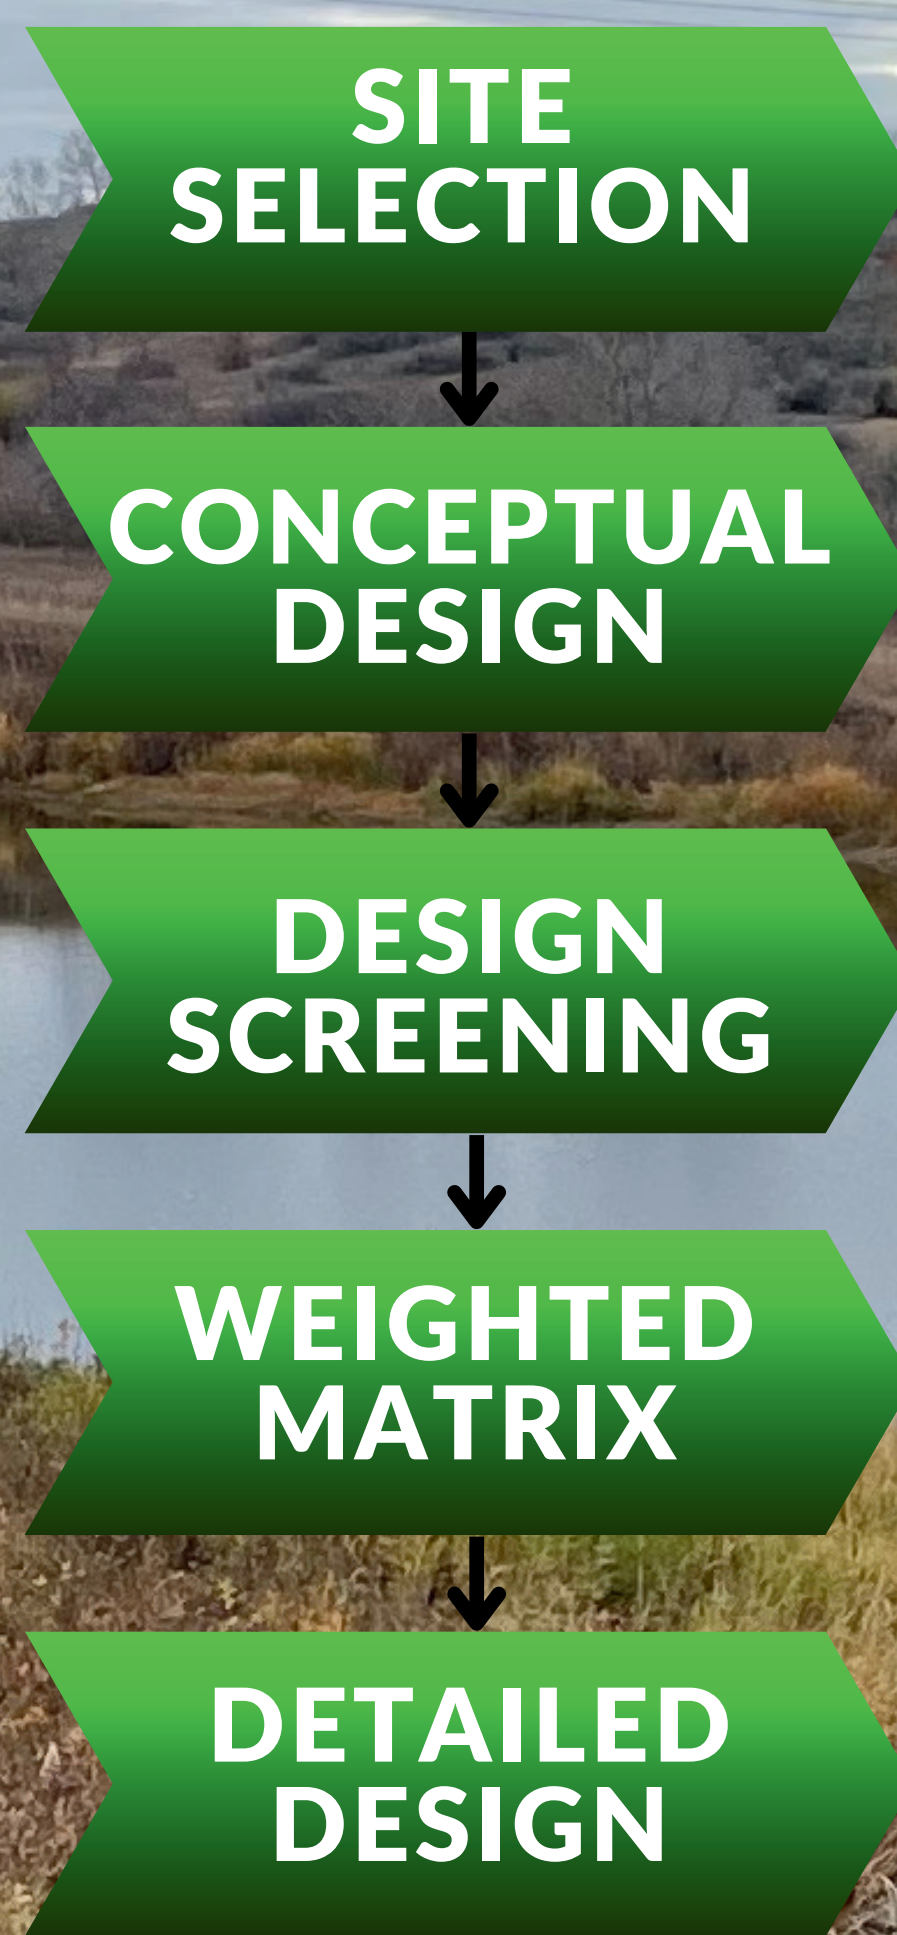 SITE
SELECTION
CONCEPTUAL
DESIGN
DESIGN
SCREENING
WEIGHTED
MATRIX
DETAILED
DESIGN